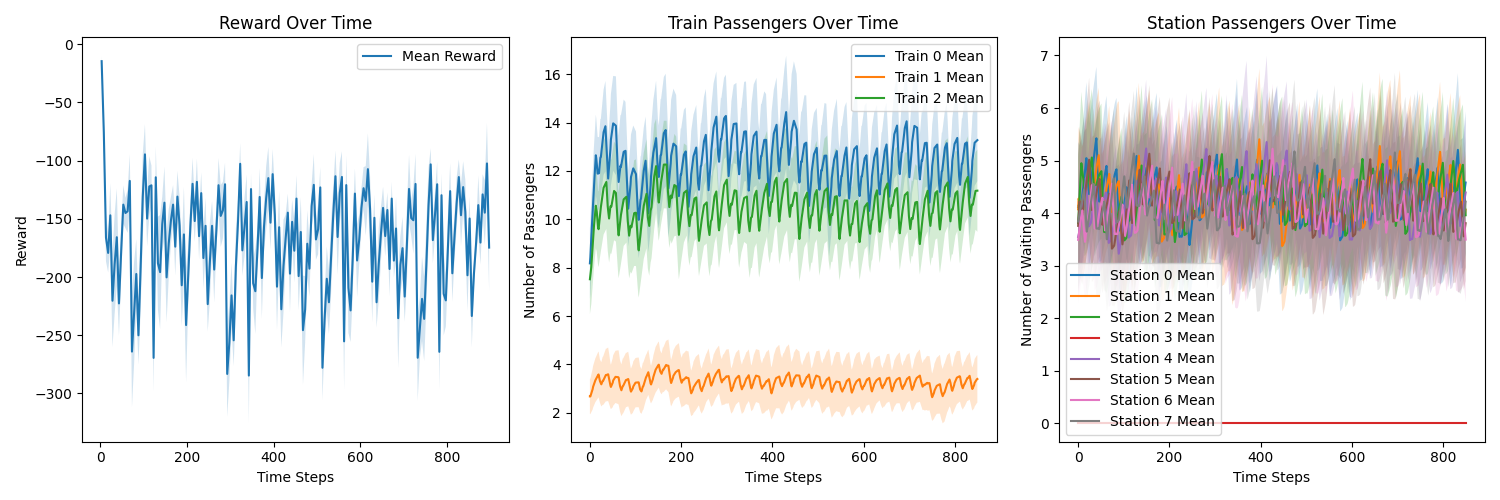 Reward Over Time
Mean Reward
0
−50
−100
−150
−200
−250
−300
Reward
0
200
400
600
800
Time Steps
Train Passengers Over Time
Train 0 Mean
Train 1 Mean
Train 2 Mean
16
14
12
10
8
6
4
2
Number of Passengers
0
200
400
600
800
Time Steps
Station Passengers Over Time
7
6
5
4
3
2
1
0
Number of Waiting Passengers
Station 0 Mean
Station 1 Mean
Station 2 Mean
Station 3 Mean
Station 4 Mean
Station 5 Mean
Station 6 Mean
Station 7 Mean
0
200
400
600
800
Time Steps